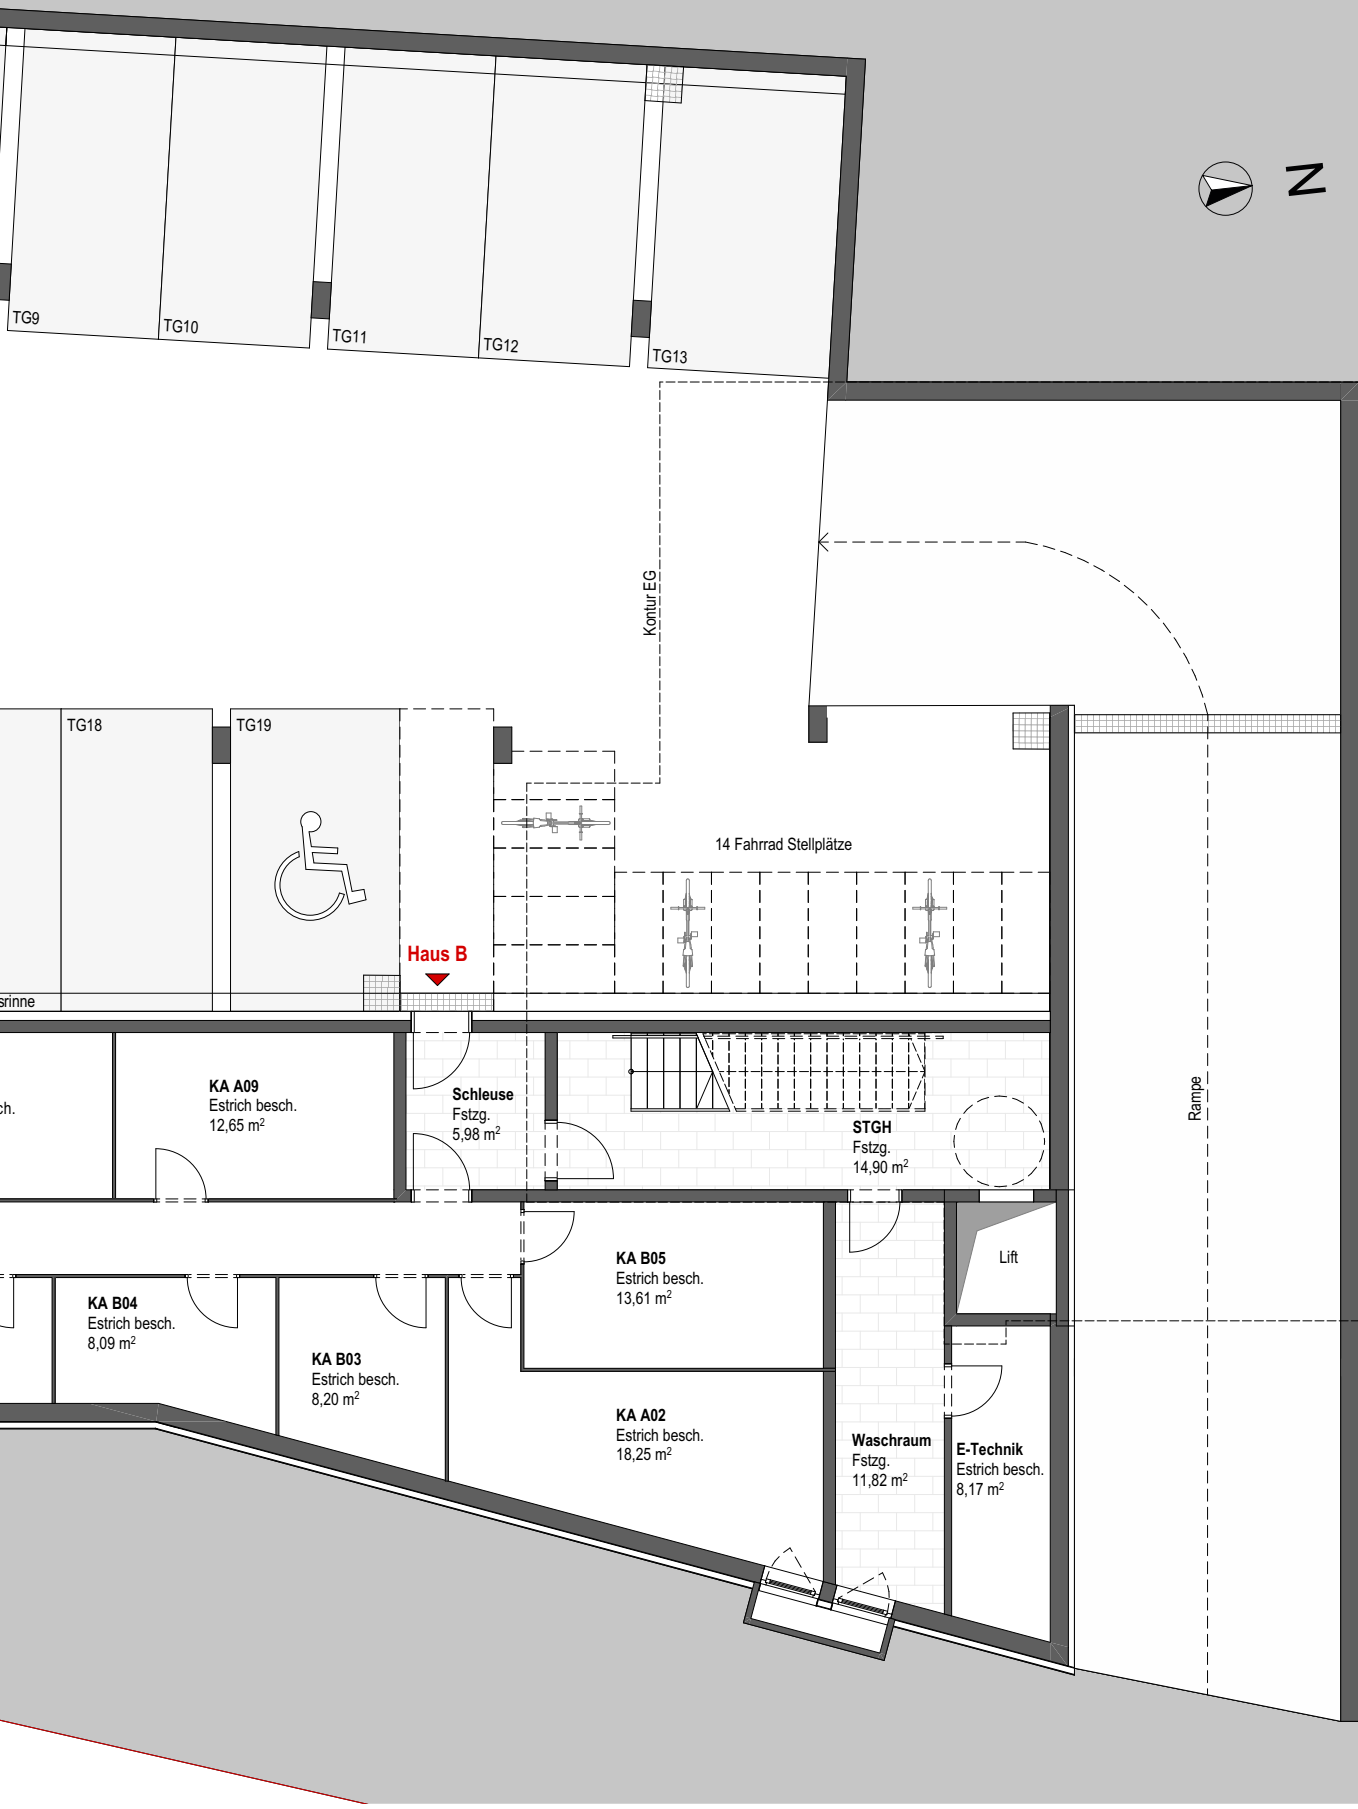 N
TG9
TG10
TG11
TG12
TG13
Kontur EG
TG18
TG19
14 Fahrrad Stellplätze
Haus B
srinne
KA A09
Estrich besch.
12,65 m²
ch.
Schleuse
Fstzg.
5,98 m²
STGH
Fstzg.
14,90 m²
Rampe
KA B05
Estrich besch.
13,61 m²
Lift
KA B04
Estrich besch.
8,09 m²
KA B03
Estrich besch.
8,20 m²
KA A02
Estrich besch.
18,25 m²
Waschraum
Fstzg.
11,82 m²
E-Technik
Estrich besch.
8,17 m²